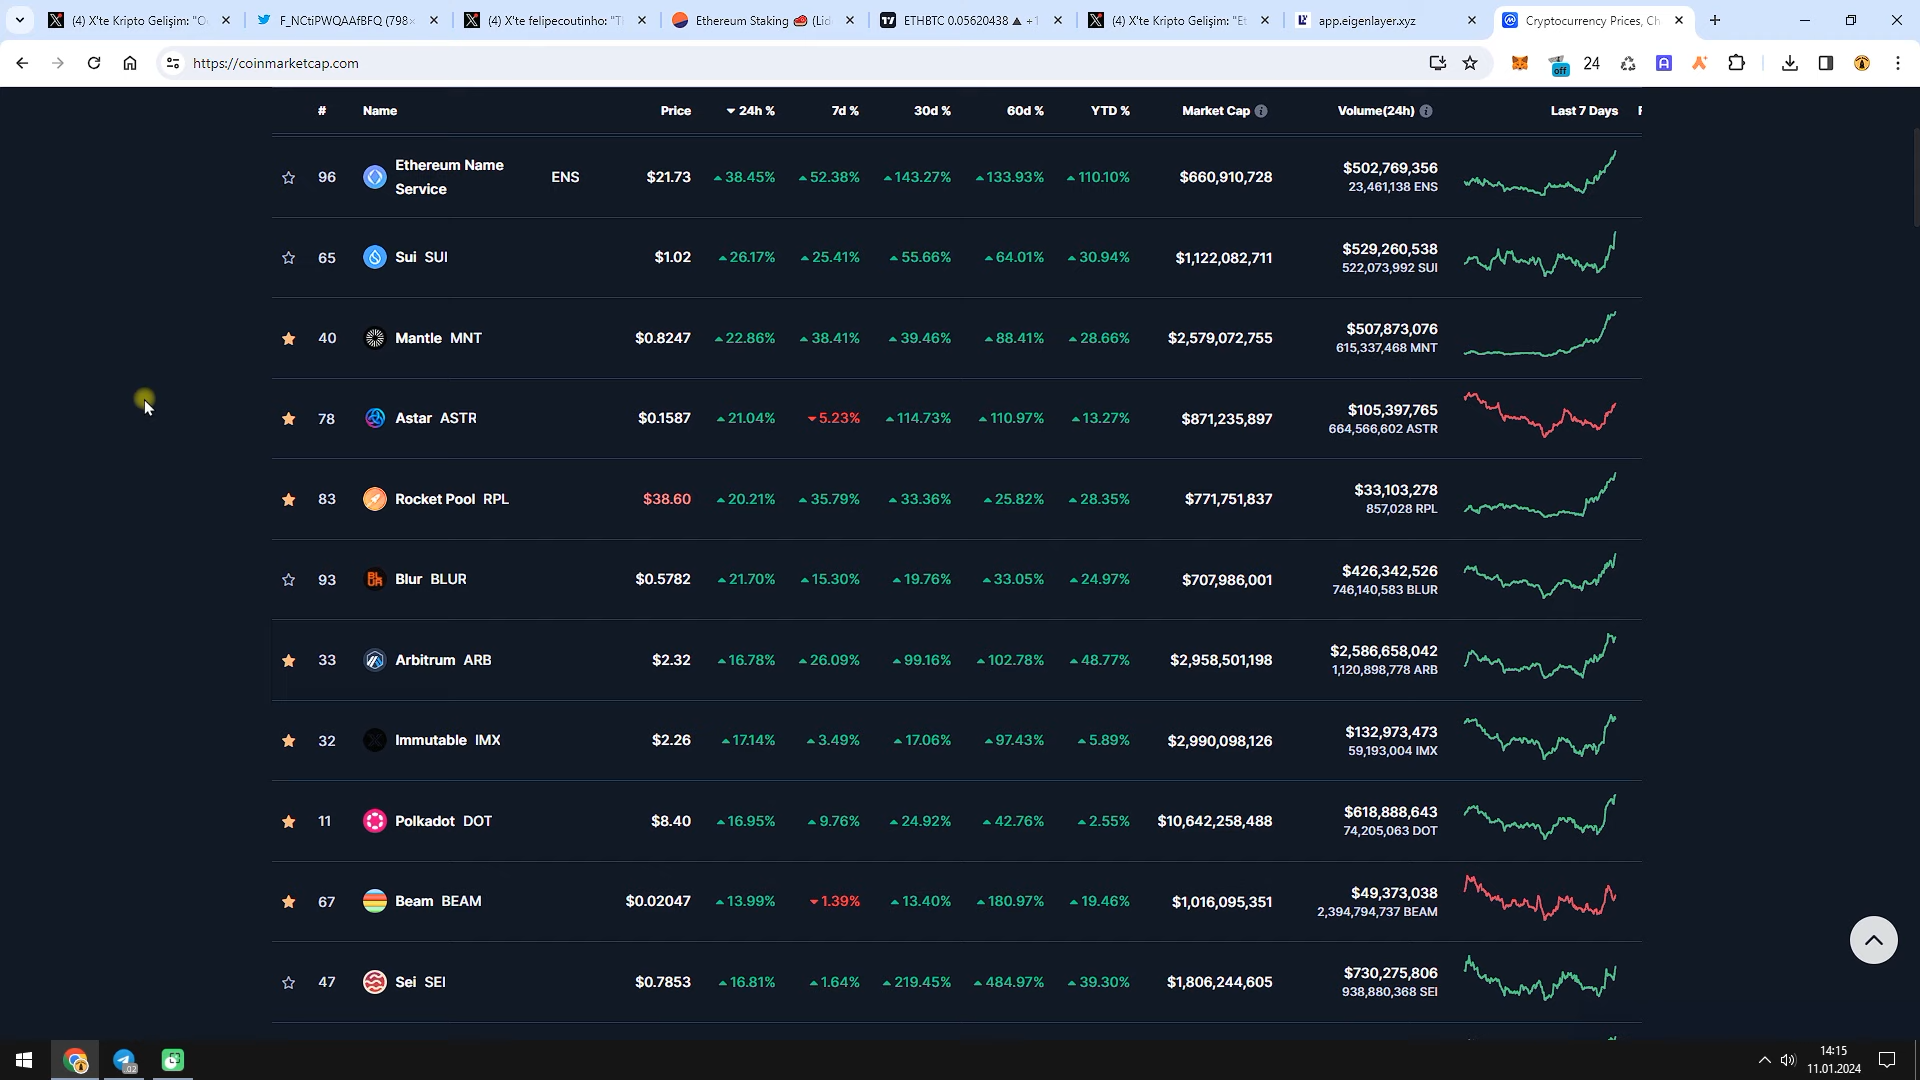 (4) X'te Kripto Gelişim: "O
F_NCtiPWQAAfBFQ (798×
(4) X'te felipecoutinho: "Tl
Ethereum Staking (Lid
ETHBTC 0.05620438 ▲ +1
(4) X'te Kripto Gelişim: "Et
app.eigenlayer.xyz
Cryptocurrency Prices, Ch
https://coinmarketcap.com
off
24
# Name Price 24h % 7d % 30d % 60d % YTD % Market Cap Volume(24h) Last 7 Days
96 Ethereum Name Service ENS $21.73 38.45% 52.38% 143.27% 133.93% 110.10% $660,910,728 $502,769,356
23,461,138 ENS
65 Sui SUI $1.02 26.17% 25.41% 55.66% 64.01% 30.94% $1,122,082,711 $529,260,538
522,073,992 SUI
40 Mantle MNT $0.8247 22.86% 38.41% 39.46% 88.41% 28.66% $2,579,072,755 $507,873,076
615,337,468 MNT
78 Astar ASTR $0.1587 21.04% 5.23% 114.73% 110.97% 13.27% $871,235,897 $105,397,765
664,566,602 ASTR
83 Rocket Pool RPL $38.60 20.21% 35.79% 33.36% 25.82% 28.35% $771,751,837 $33,103,278
857,028 RPL
93 Blur BLUR $0.5782 21.70% 15.30% 19.76% 33.05% 24.97% $707,986,001 $426,342,526
746,140,583 BLUR
33 Arbitrum ARB $2.32 16.78% 26.09% 99.16% 102.78% 48.77% $2,958,501,198 $2,586,658,042
1,120,898,778 ARB
32 Immutable IMX $2.26 17.14% 3.49% 17.06% 97.43% 5.89% $2,990,098,126 $132,973,473
59,193,004 IMX
11 Polkadot DOT $8.40 16.95% 9.76% 24.92% 42.76% 2.55% $10,642,258,488 $618,888,643
74,205,063 DOT
67 Beam BEAM $0.02047 13.99% 1.39% 13.40% 180.97% 19.46% $1,016,095,351 $49,373,038
2,394,794,737 BEAM
47 Sei SEI $0.7853 16.81% 1.64% 219.45% 484.97% 39.30% $1,806,244,605 $730,275,806
938,880,368 SEI
02
14:15
11.01.2024